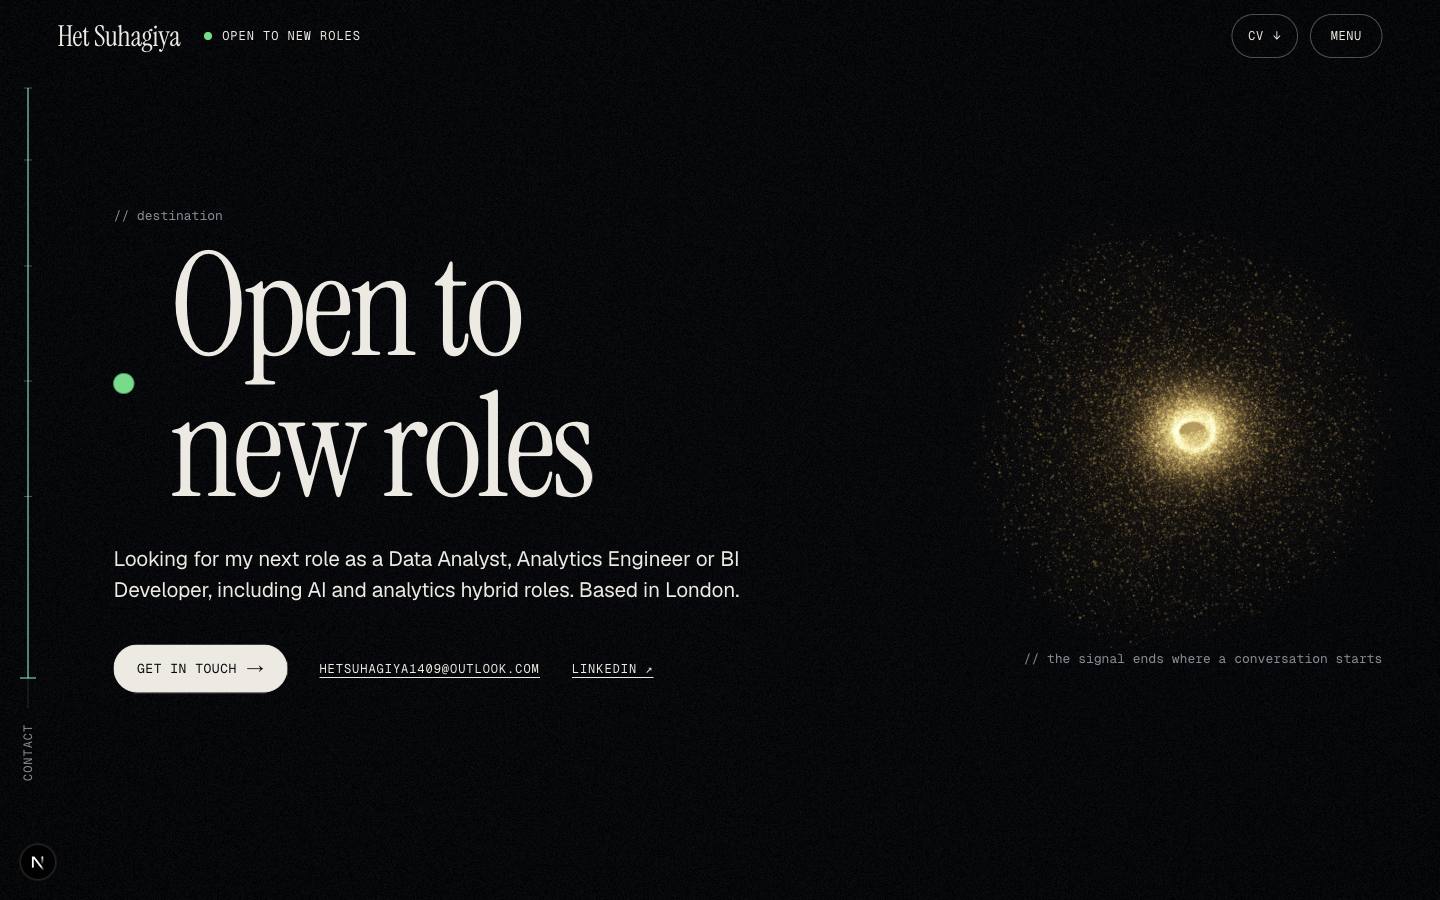 Het Suhagiya
OPEN TO NEW ROLES
CV ↓
MENU
// destination
Open to
new roles
Looking for my next role as a Data Analyst, Analytics Engineer or BI
Developer, including AI and analytics hybrid roles. Based in London.
GET IN TOUCH →
HETSUHAGIYA1409@OUTLOOK.COM
LINKEDIN ↗
// the signal ends where a conversation starts
CONTACT
N